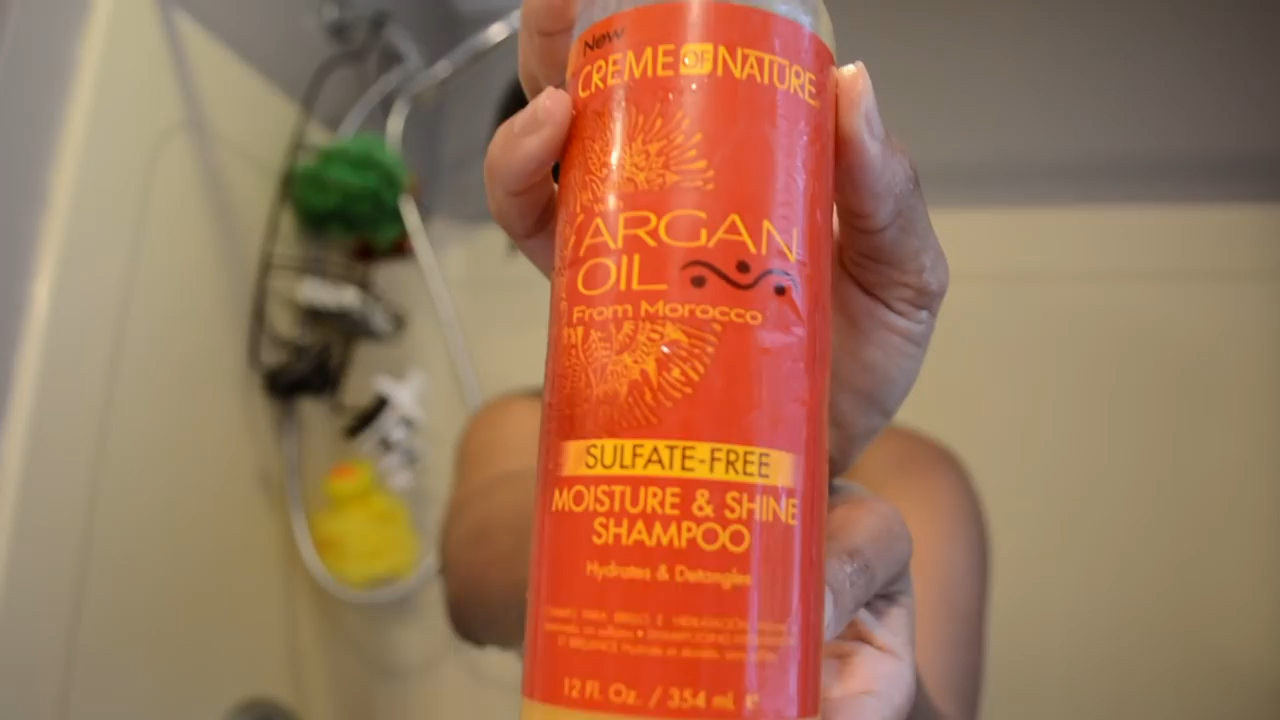 New
CREME OF NATURE
ARGAN
OIL
From Morocco
SULFATE-FREE
MOISTURE & SHINE
SHAMPOO
Hydrates & Detangles
12 Fl. Oz. / 354 ml e